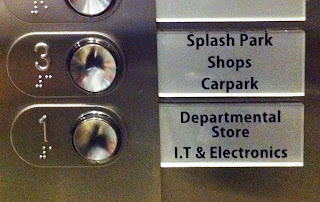 3
Splash Park
Shops
Carpark
1
Departmental
Store
I.T & Electronics